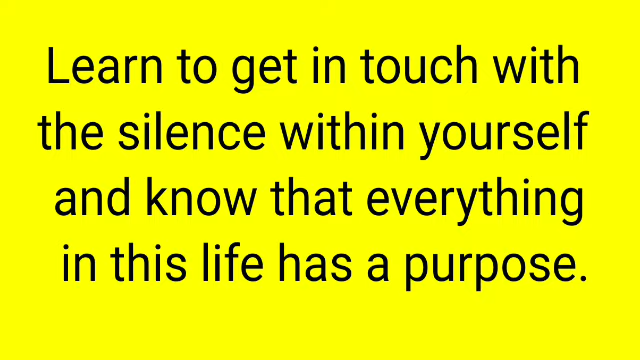 Learn to get in touch with
the silence within yourself
and know that everything
in this life has a purpose.